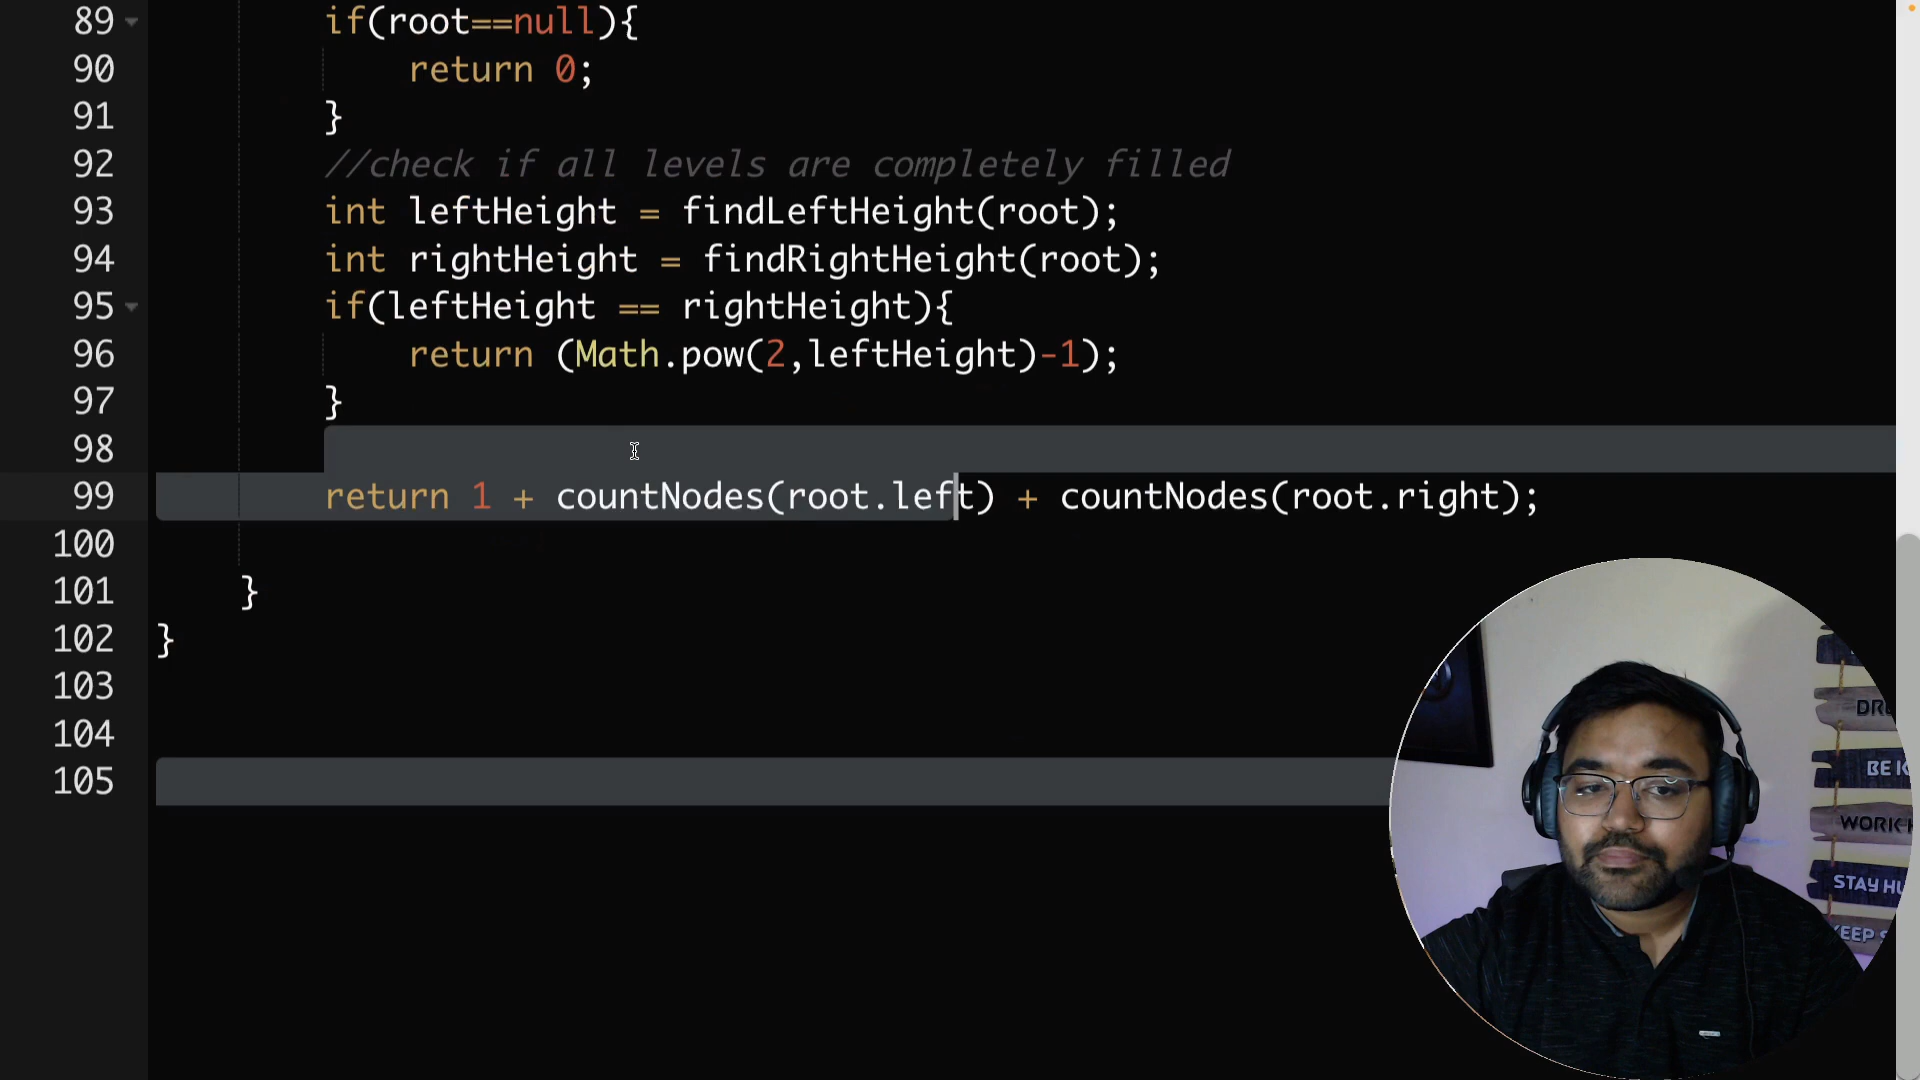 89 if(root==null){
90 return 0;
91 }
92 //check if all levels are completely filled
93 int leftHeight = findLeftHeight(root);
94 int rightHeight = findRightHeight(root);
95 if(leftHeight == rightHeight){
96 return (Math.pow(2,leftHeight)-1);
97 }
98
99 return 1 + countNodes(root.left) + countNodes(root.right);
100
101 }
102 }
103
104
105
BE
WORK
STAY